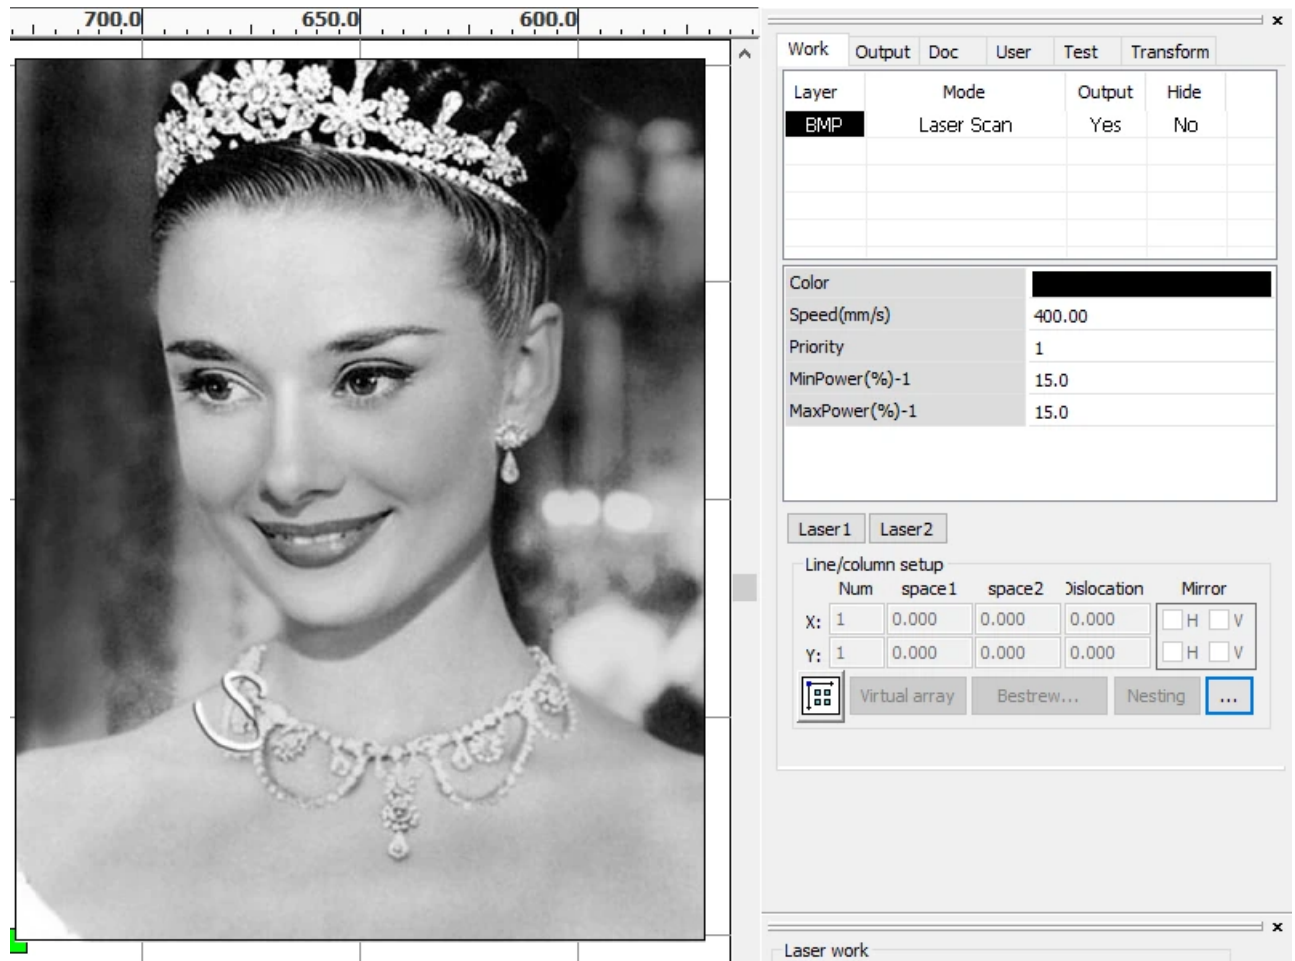 700.0 650.0 600.0
Work Output Doc User Test Transform
Layer Mode Output Hide
BMP Laser Scan Yes No
Color
Speed(mm/s) 400.00
Priority 1
MinPower(%)-1 15.0
MaxPower(%)-1 15.0
Laser1 Laser2
Line/column setup
Num space1 space2 Dislocation Mirror
X: 1 0.000 0.000 0.000 H V
Y: 1 0.000 0.000 0.000 H V
Virtual array Bestrew... Nesting ...
Laser work